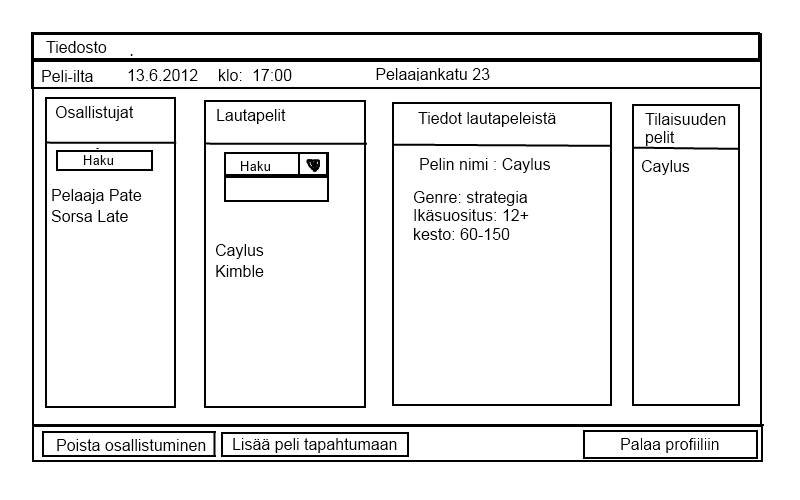 Tiedosto
Peli-ilta 13.6.2012 klo: 17:00 Pelaajankatu 23
Osallistujat
Haku
Pelaaja Pate
Sorsa Late
Lautapelit
Haku
Caylus
Kimble
Tiedot lautapeleistä
Pelin nimi : Caylus
Genre: strategia
Ikäsuositus: 12+
kesto: 60-150
Tilaisuuden
pelit
Caylus
Poista osallistuminen
Lisää peli tapahtumaan
Palaa profiiliin